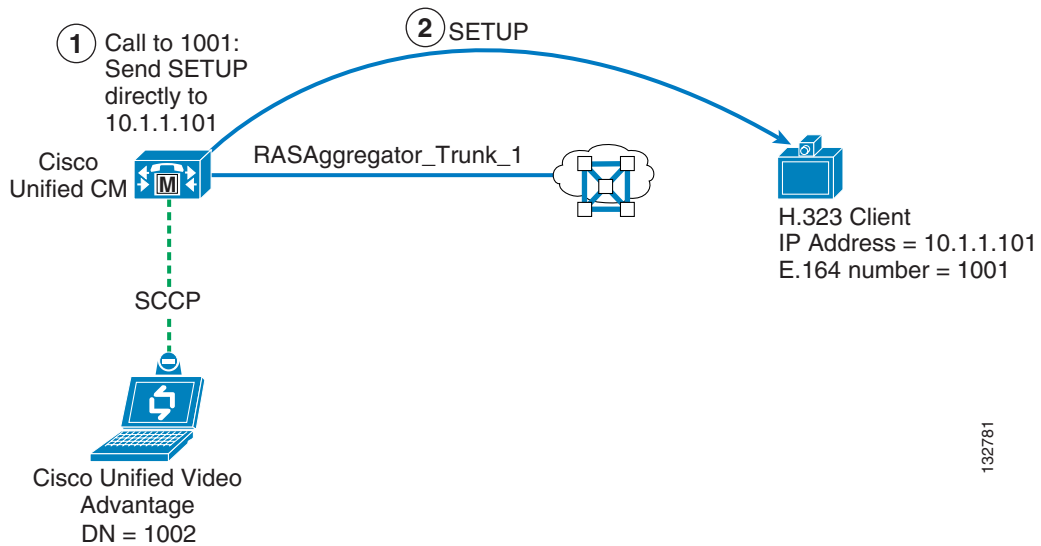 1
Call to 1001:
Send SETUP
directly to
10.1.1.101
2
SETUP
Cisco
Unified CM
M
RASAggregator_Trunk_1
H.323 Client
IP Address = 10.1.1.101
E.164 number = 1001
SCCP
Cisco Unified Video
Advantage
DN = 1002
132781